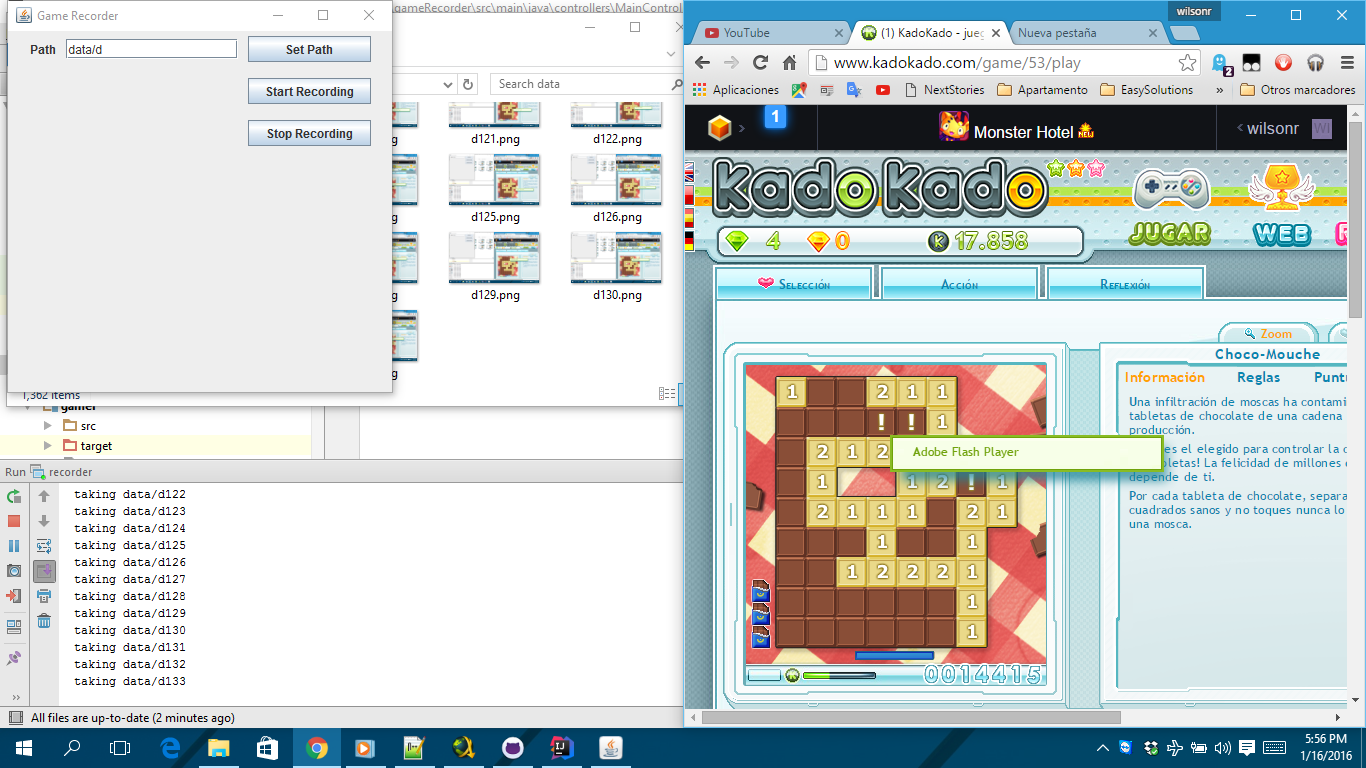 Game Recorder
Path data/d Set Path
Start Recording
Stop Recording
gameRecorder\src\main\java\controllers\MainControl
Search data
d121.png d122.png
d125.png d126.png
d129.png d130.png
1,362 items
gamer
src
target
Run recorder
taking data/d122
taking data/d123
taking data/d124
taking data/d125
taking data/d126
taking data/d127
taking data/d128
taking data/d129
taking data/d130
taking data/d131
taking data/d132
taking data/d133
All files are up-to-date (2 minutes ago)
wilsonr
YouTube (1) KadoKado - jueg Nueva pestaña
www.kadokado.com/game/53/play
2
Aplicaciones NextStories Apartamento EasySolutions » Otros marcadores
1 Monster Hotel NEW wilsonr WI
KadoKado
4 0 K 17.858
JUGAR WEB
Selección Acción Reflexión
Zoom
Choco-Mouche
Información Reglas Puntu
Una infiltración de moscas ha contami
tabletas de chocolate de una cadena
producción.
es el elegido para controlar la c
pletas! La felicidad de millones
depende de ti.
Por cada tableta de chocolate, separa
cuadrados sanos y no toques nunca lo
una mosca.
Adobe Flash Player
1 2 1 1
! ! 1
2 1 2
1 1 2 ! 1
2 1 1 1 2 1
1 1
1 2 2 2 1
1
1
0014415
5:56 PM
1/16/2016